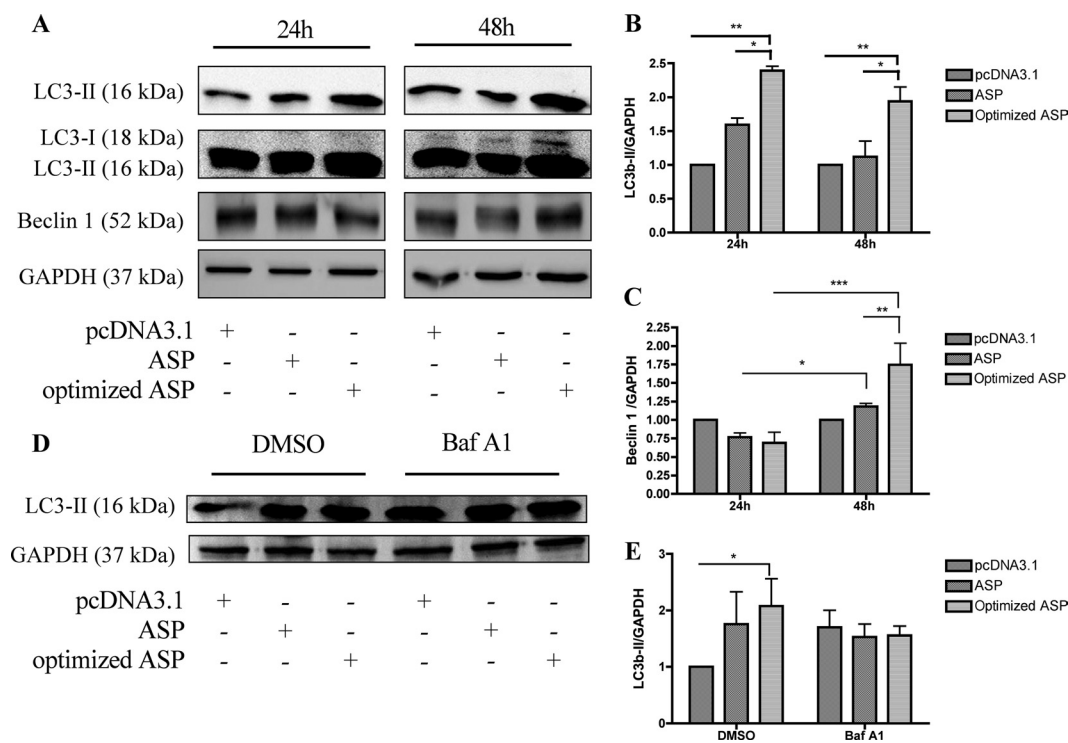 A
24h
48h
LC3-II (16 kDa)
LC3-I (18 kDa)
LC3-II (16 kDa)
Beclin 1 (52 kDa)
GAPDH (37 kDa)
pcDNA3.1 + - - + - -
ASP - + - - + -
optimized ASP - - + - - +
B
** **
* *
LC3b-II/GAPDH
2.5
2.0
1.5
1.0
0.5
0.0
24h 48h
pcDNA3.1
ASP
Optimized ASP
C
***
**
*
Beclin 1 /GAPDH
2.25
2.00
1.75
1.50
1.25
1.00
0.75
0.50
0.25
0.00
24h 48h
pcDNA3.1
ASP
Optimized ASP
D
DMSO
Baf A1
LC3-II (16 kDa)
GAPDH (37 kDa)
pcDNA3.1 + - - + - -
ASP - + - - + -
optimized ASP - - + - - +
E
*
LC3b-II/GAPDH
3
2
1
0
DMSO Baf A1
pcDNA3.1
ASP
Optimized ASP